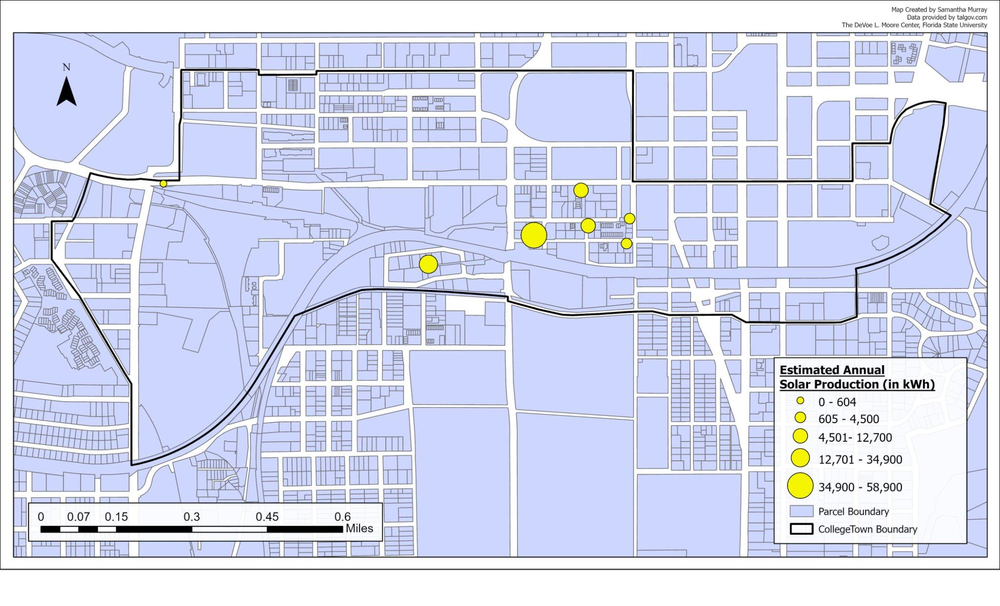 Map Created by Samantha Murray
Data provided by talgov.com
The DeVoe L. Moore Center, Florida State University
N
Estimated Annual
Solar Production (in kWh)
0 - 604
605 - 4,500
4,501- 12,700
12,701 - 34,900
34,900 - 58,900
Parcel Boundary
CollegeTown Boundary
0 0.07 0.15 0.3 0.45 0.6
Miles